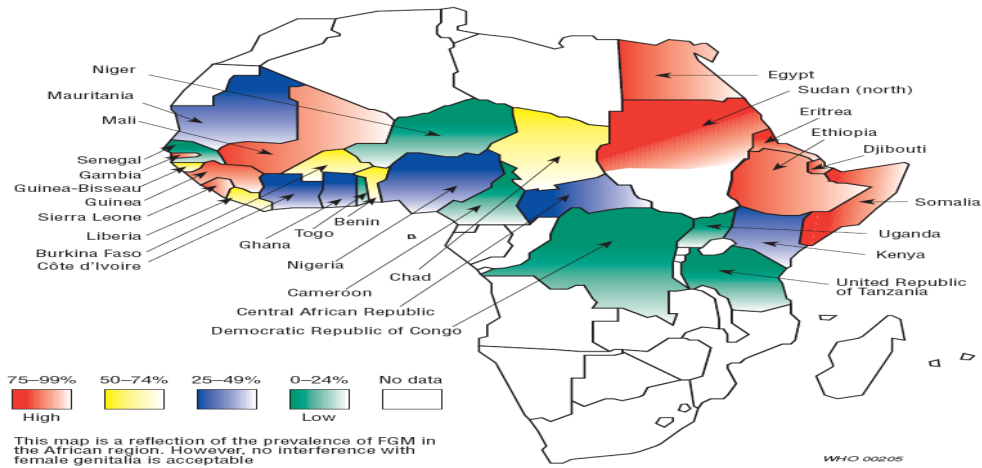 Niger
Mauritania
Mali
Senegal
Gambia
Guinea-Bisseau
Guinea
Sierra Leone
Liberia
Burkina Faso
Côte d'Ivoire
Ghana
Togo
Benin
Nigeria
Cameroon
Chad
Central African Republic
Democratic Republic of Congo
Egypt
Sudan (north)
Eritrea
Ethiopia
Djibouti
Somalia
Uganda
Kenya
United Republic
of Tanzania
75–99% 50–74% 25–49% 0–24% No data
High Low
This map is a reflection of the prevalence of FGM in
the African region. However, no interference with
female genitalia is acceptable
WHO 00205